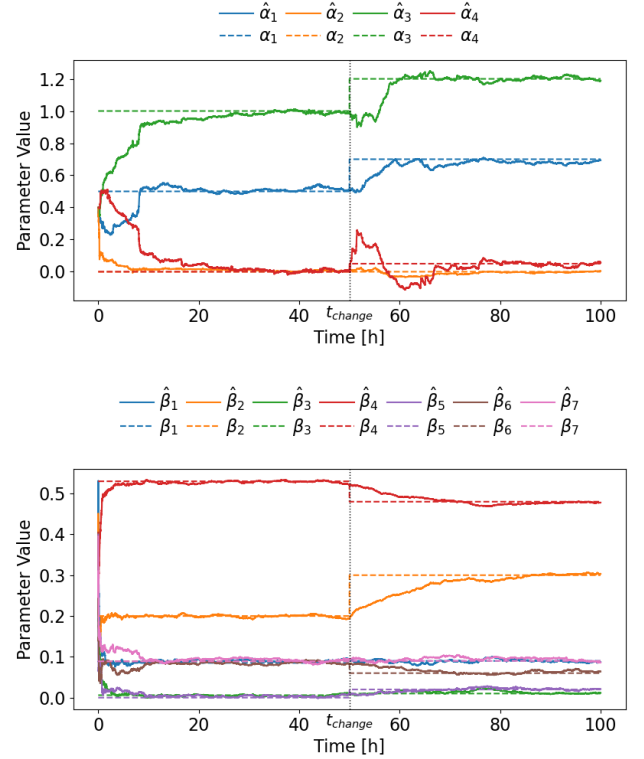 α̂₁ α̂₂ α̂₃ α̂₄
α₁ α₂ α₃ α₄
1.2
1.0
0.8
0.6
0.4
0.2
0.0
Parameter Value
0 20 40 60 80 100
t_change
Time [h]
β̂₁ β̂₂ β̂₃ β̂₄ β̂₅ β̂₆ β̂₇
β₁ β₂ β₃ β₄ β₅ β₆ β₇
0.5
0.4
0.3
0.2
0.1
0.0
Parameter Value
0 20 40 60 80 100
t_change
Time [h]